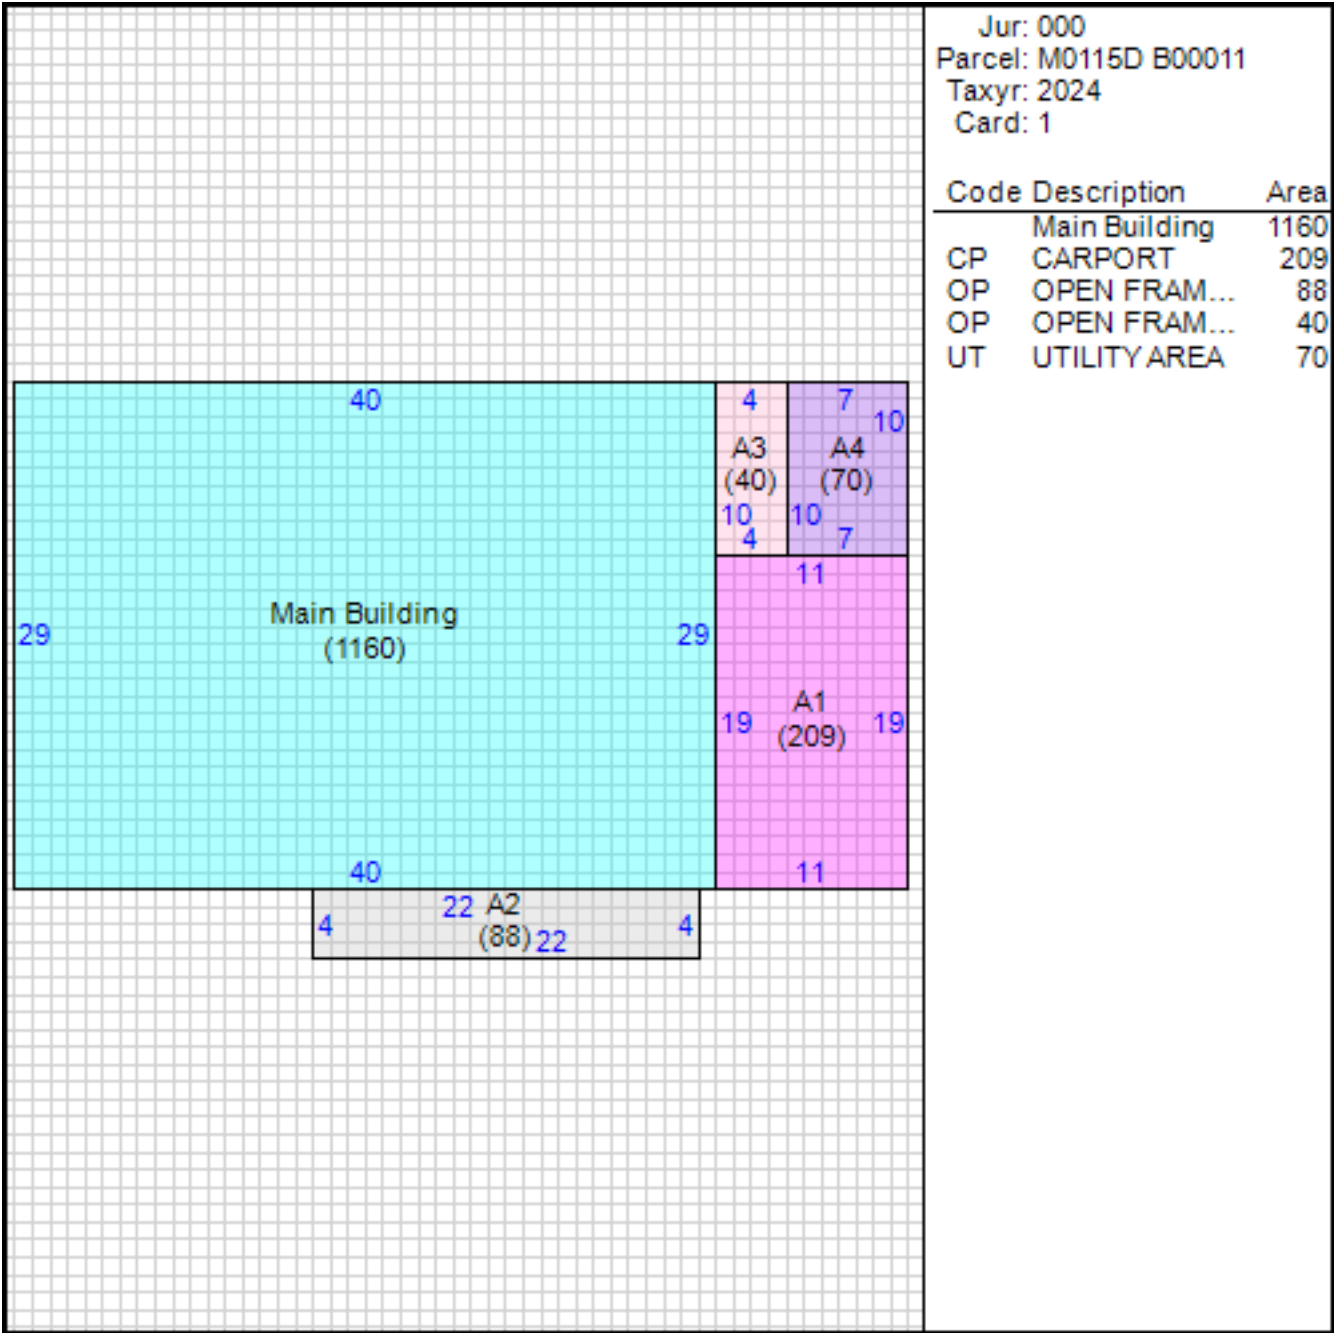 Jur: 000
Parcel: M0115D B00011
Taxyr: 2024
Card: 1
Code Description Area
Main Building 1160
CP CARPORT 209
OP OPEN FRAM... 88
OP OPEN FRAM... 40
UT UTILITY AREA 70
40
4
7
10
A3
(40)
A4
(70)
10
4
10
7
11
Main Building
(1160)
29
29
A1
(209)
19
19
40
11
22 A2
4
(88) 22
4